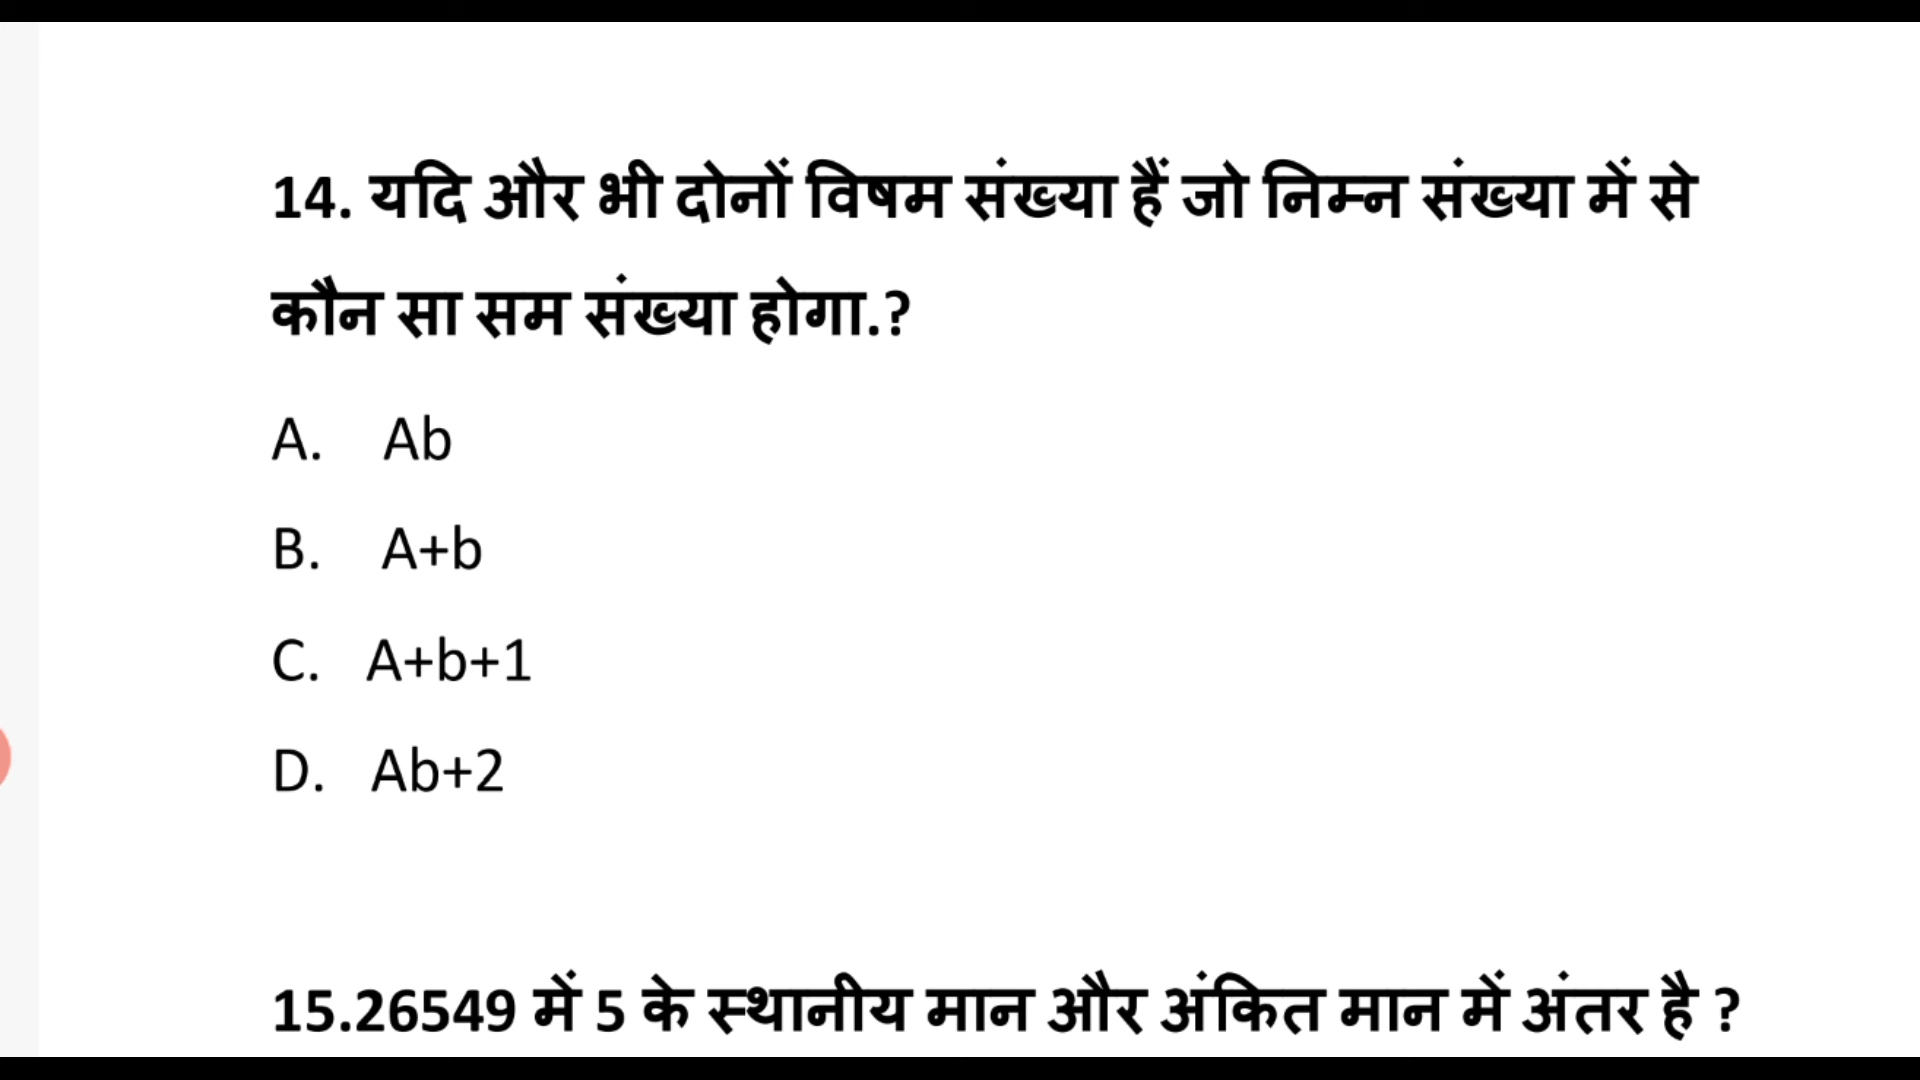 14. यदि और भी दोनों विषम संख्या हैं जो निम्न संख्या में से
कौन सा सम संख्या होगा.?
A. Ab
B. A+b
C. A+b+1
D. Ab+2
15.26549 में 5 के स्थानीय मान और अंकित मान में अंतर है ?